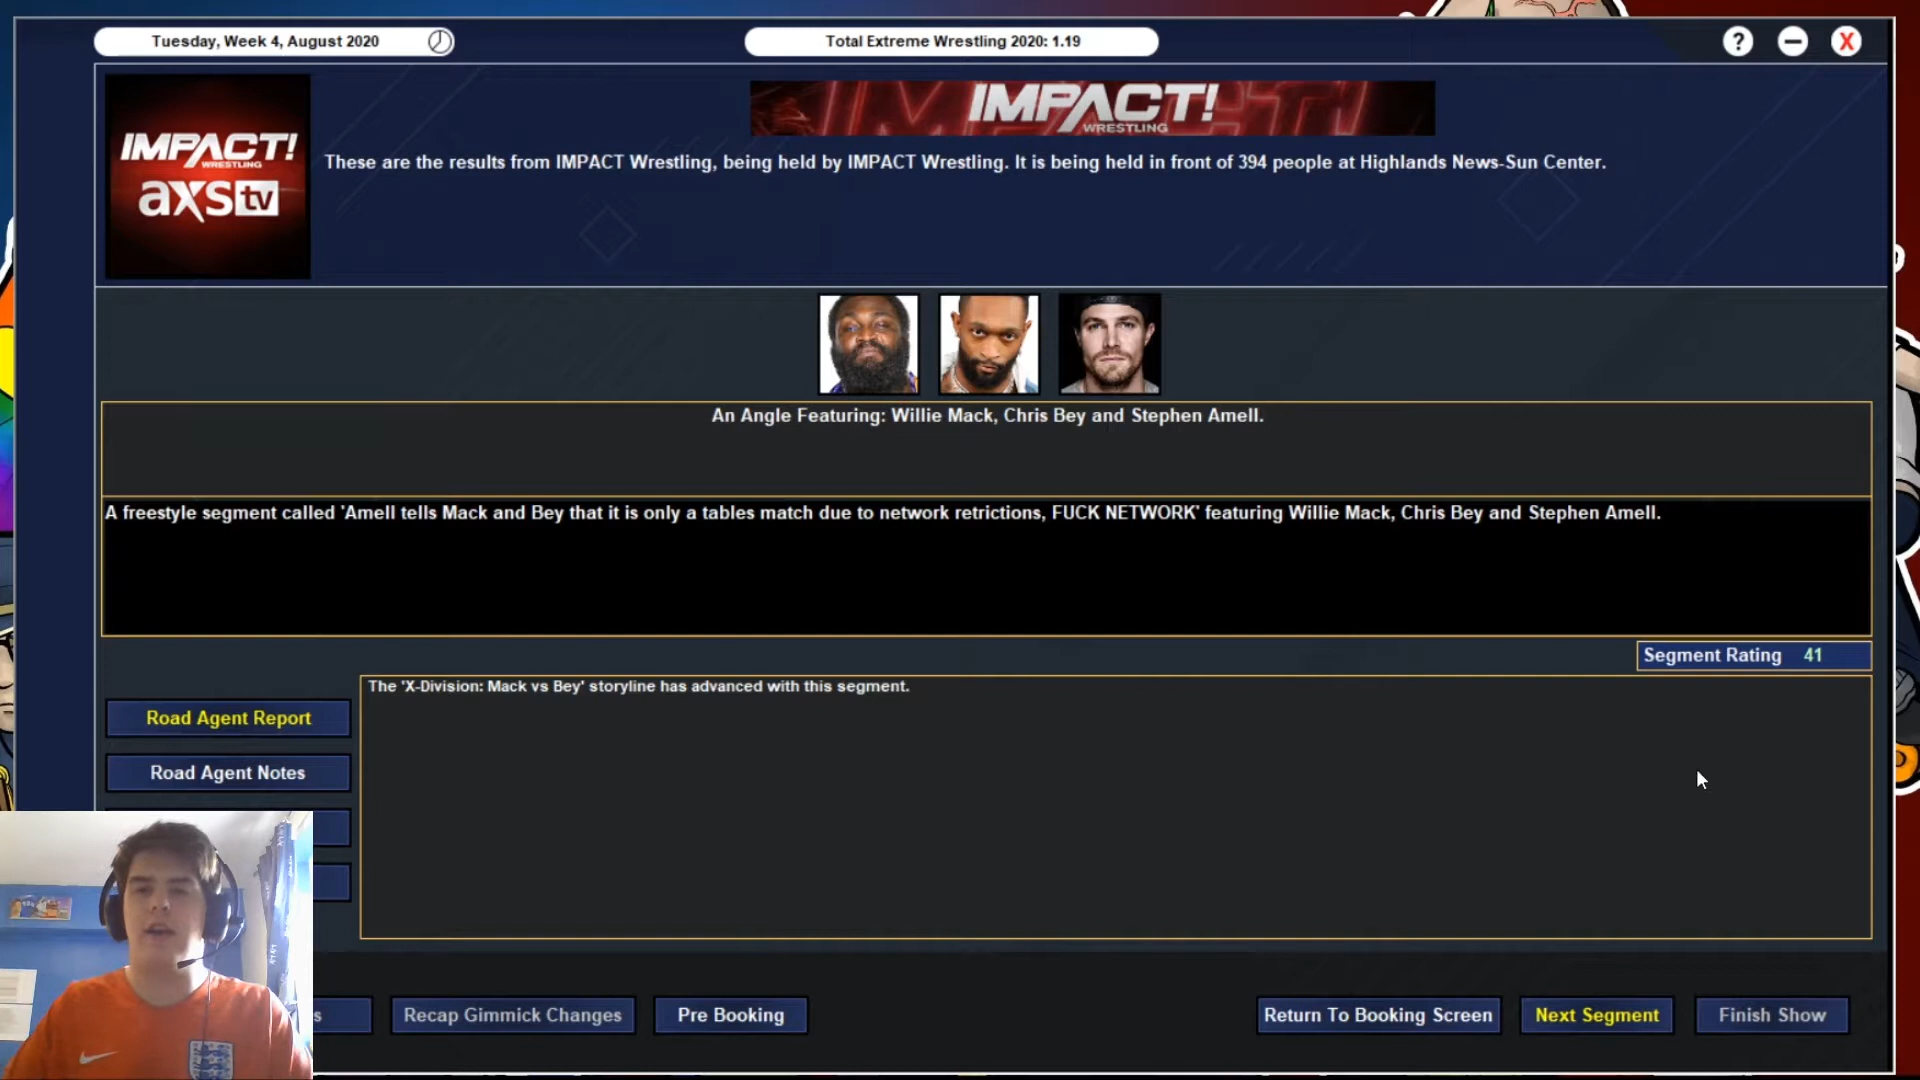 Tuesday, Week 4, August 2020
Total Extreme Wrestling 2020: 1.19
?
X
IMPACT!
WRESTLING
axs tv
IMPACT!
WRESTLING
These are the results from IMPACT Wrestling, being held by IMPACT Wrestling. It is being held in front of 394 people at Highlands News-Sun Center.
An Angle Featuring: Willie Mack, Chris Bey and Stephen Amell.
A freestyle segment called 'Amell tells Mack and Bey that it is only a tables match due to network retrictions, FUCK NETWORK' featuring Willie Mack, Chris Bey and Stephen Amell.
Segment Rating 41
The 'X-Division: Mack vs Bey' storyline has advanced with this segment.
Road Agent Report
Road Agent Notes
s
Recap Gimmick Changes
Pre Booking
Return To Booking Screen
Next Segment
Finish Show